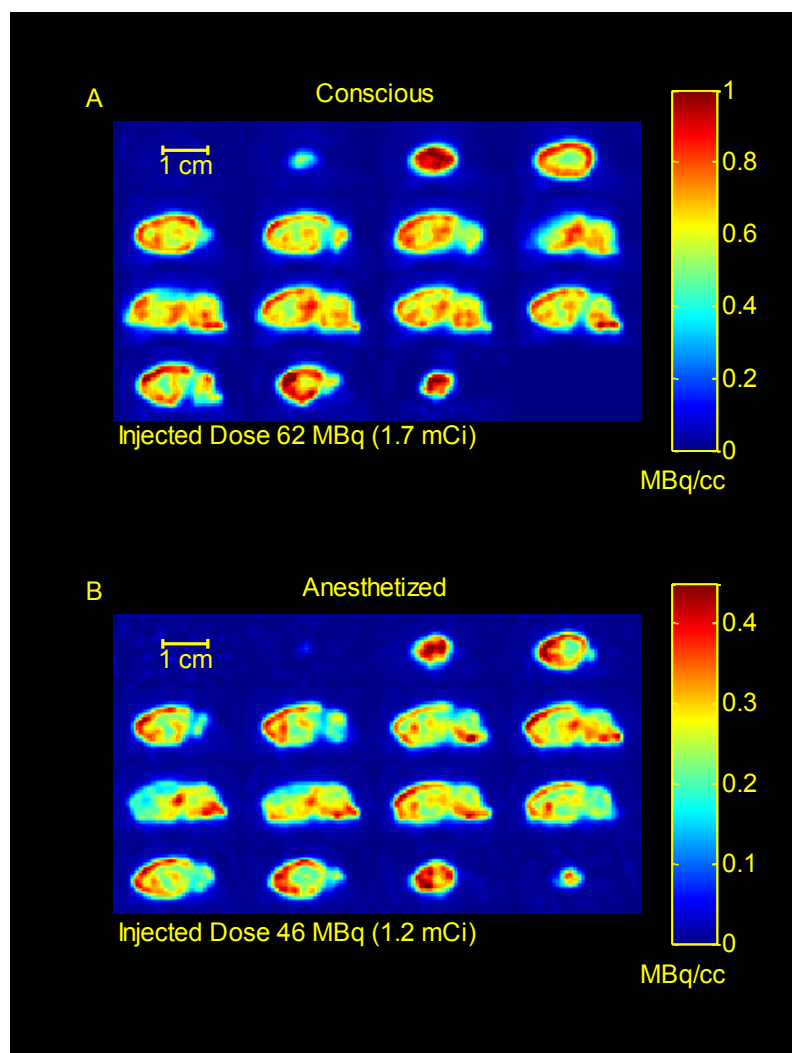 A
Conscious
1 cm
1
0.8
0.6
0.4
0.2
0
Injected Dose 62 MBq (1.7 mCi)
MBq/cc
B
Anesthetized
1 cm
0.4
0.3
0.2
0.1
0
Injected Dose 46 MBq (1.2 mCi)
MBq/cc